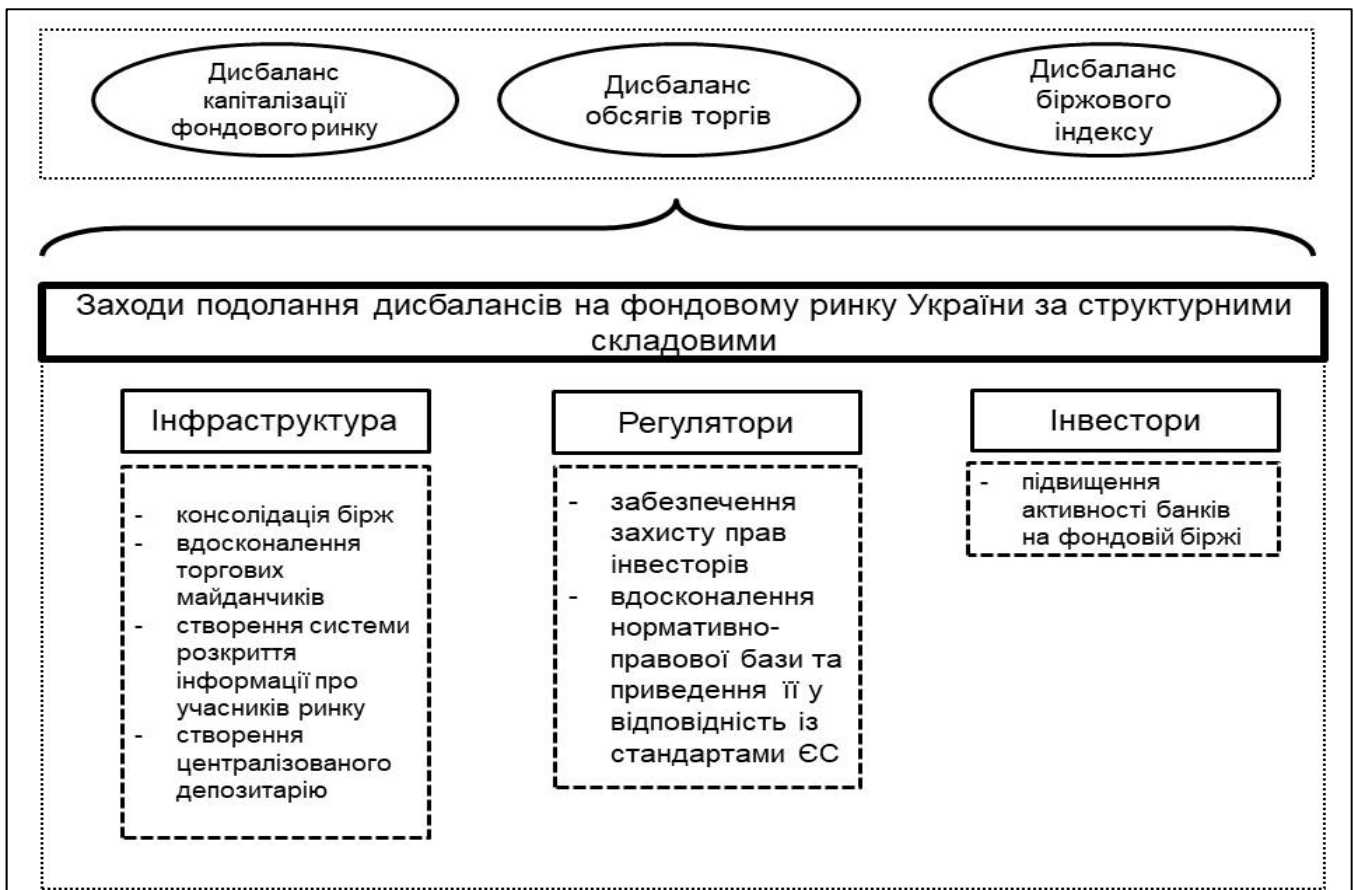 Дисбаланс
капіталізації
фондового ринку
Дисбаланс
обсягів торгів
Дисбаланс
біржового
індексу
Заходи подолання дисбалансів на фондовому ринку України за структурними
складовими
Інфраструктура
- консолідація бірж
- вдосконалення
торгових
майданчиків
- створення системи
розкриття
інформації про
учасників ринку
- створення
централізованого
депозитарію
Регулятори
- забезпечення
захисту прав
інвесторів
- вдосконалення
нормативно-
правової бази та
приведення її у
відповідність із
стандартами ЄС
Інвестори
- підвищення
активності банків
на фондовій біржі